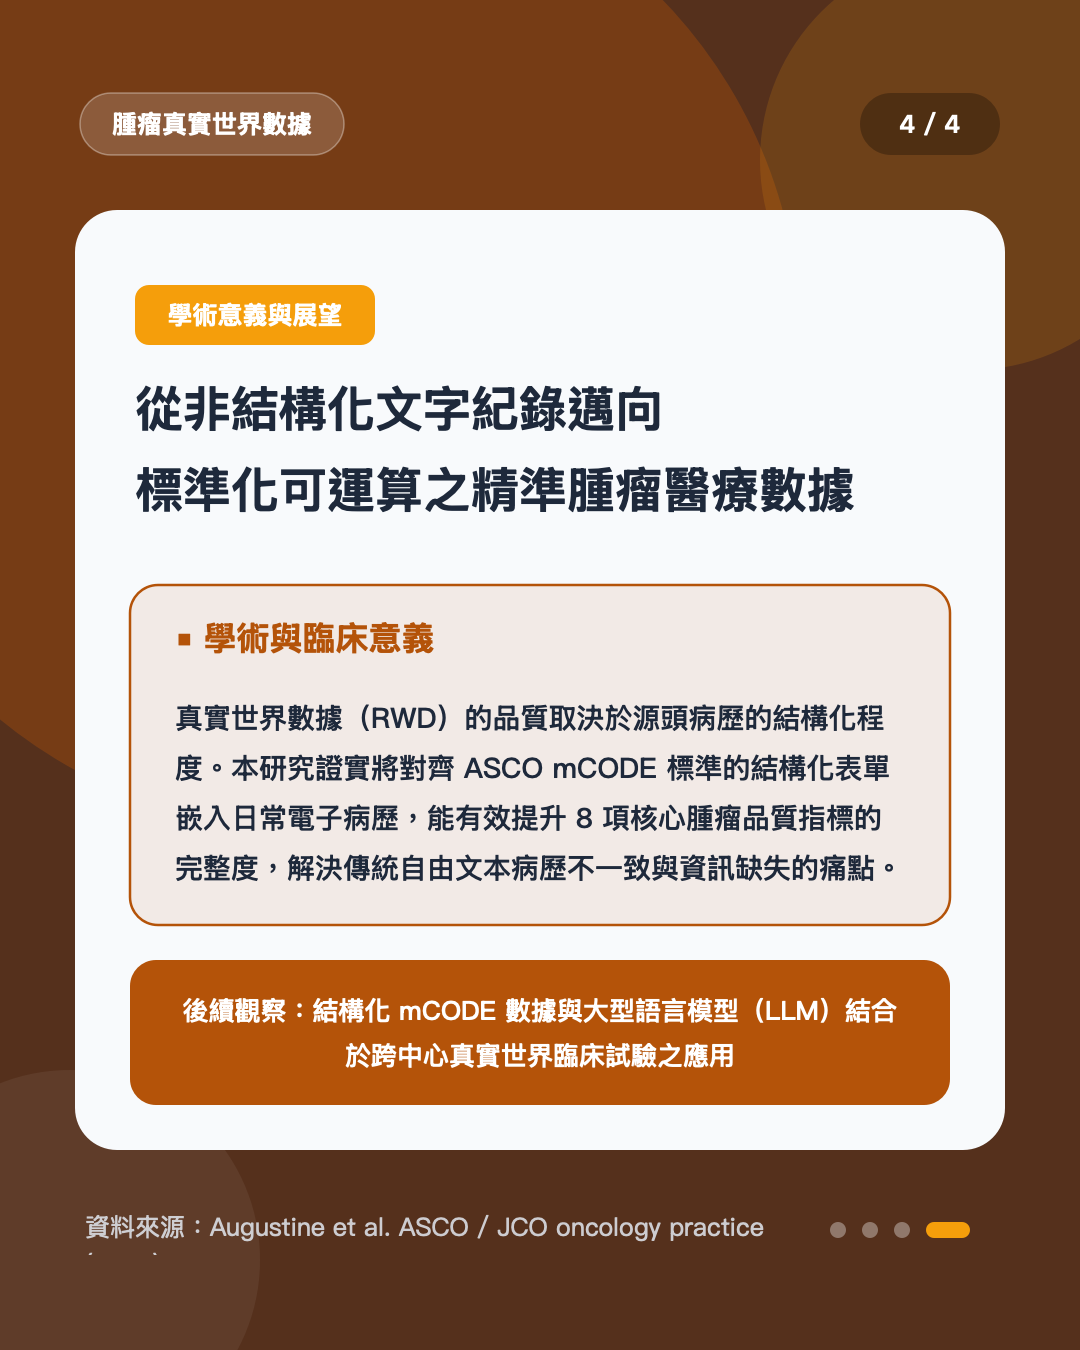 腫瘤真實世界數據
4 / 4
學術意義與展望
從非結構化文字紀錄邁向
標準化可運算之精準腫瘤醫療數據
▪ 學術與臨床意義
真實世界數據（RWD）的品質取決於源頭病歷的結構化程
度。本研究證實將對齊 ASCO mCODE 標準的結構化表單
嵌入日常電子病歷，能有效提升 8 項核心腫瘤品質指標的
完整度，解決傳統自由文本病歷不一致與資訊缺失的痛點。
後續觀察：結構化 mCODE 數據與大型語言模型（LLM）結合
於跨中心真實世界臨床試驗之應用
資料來源：Augustine et al. ASCO / JCO oncology practice